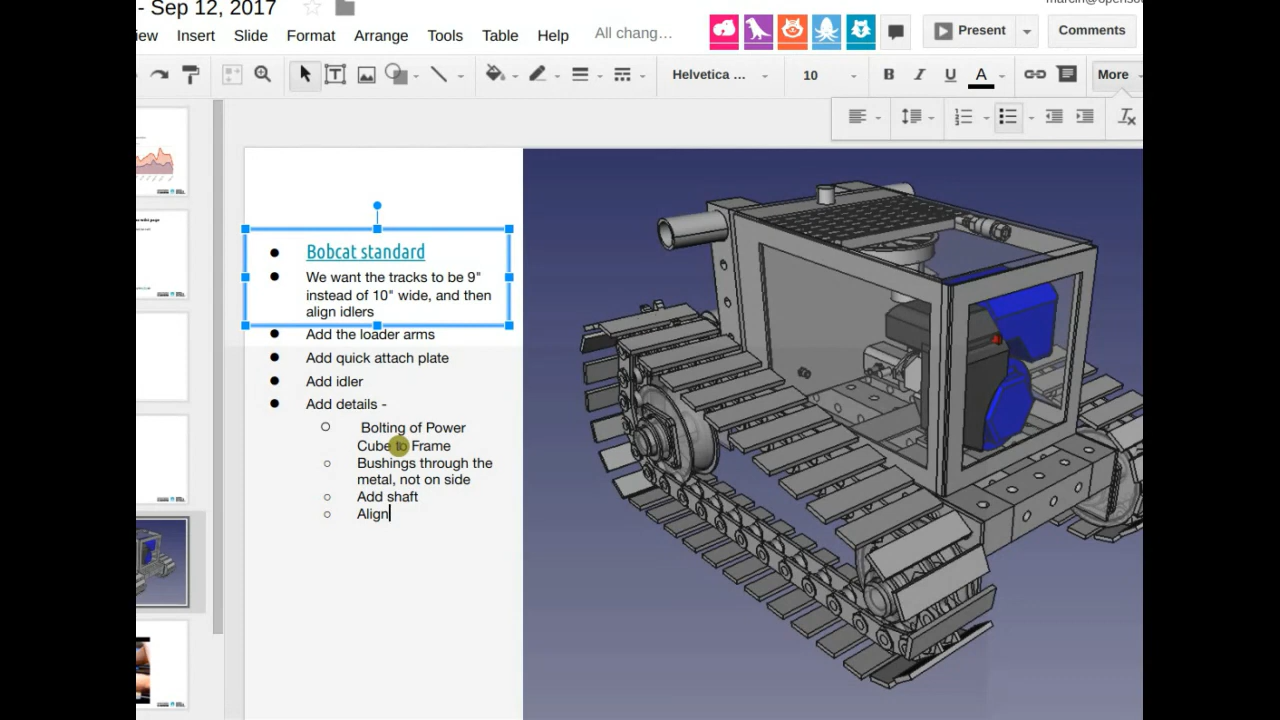 - Sep 12, 2017
marcin@openso
iew Insert Slide Format Arrange Tools Table Help All chang… Present Comments
Helvetica ... 10 B I U A More
Bobcat standard
We want the tracks to be 9"
instead of 10" wide, and then
align idlers
Add the loader arms
Add quick attach plate
Add idler
Add details -
Bolting of Power
Cube to Frame
Bushings through the
metal, not on side
Add shaft
Align